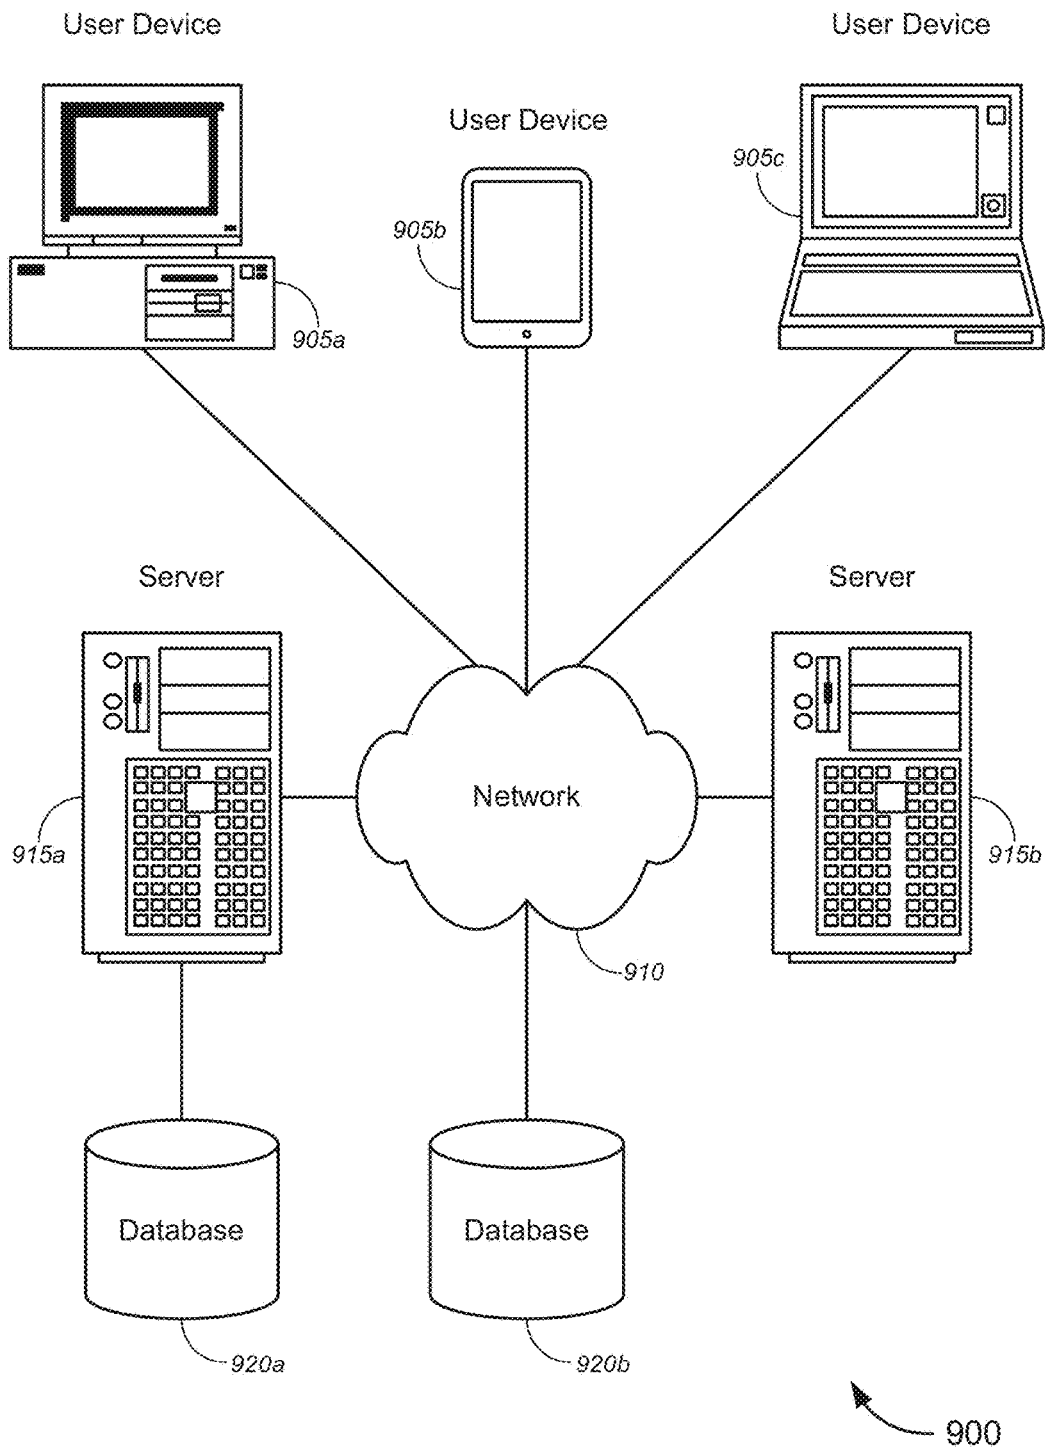 User Device
User Device
User Device
905a
905b
905c
Server
Server
Network
915a
915b
910
Database
Database
920a
920b
900